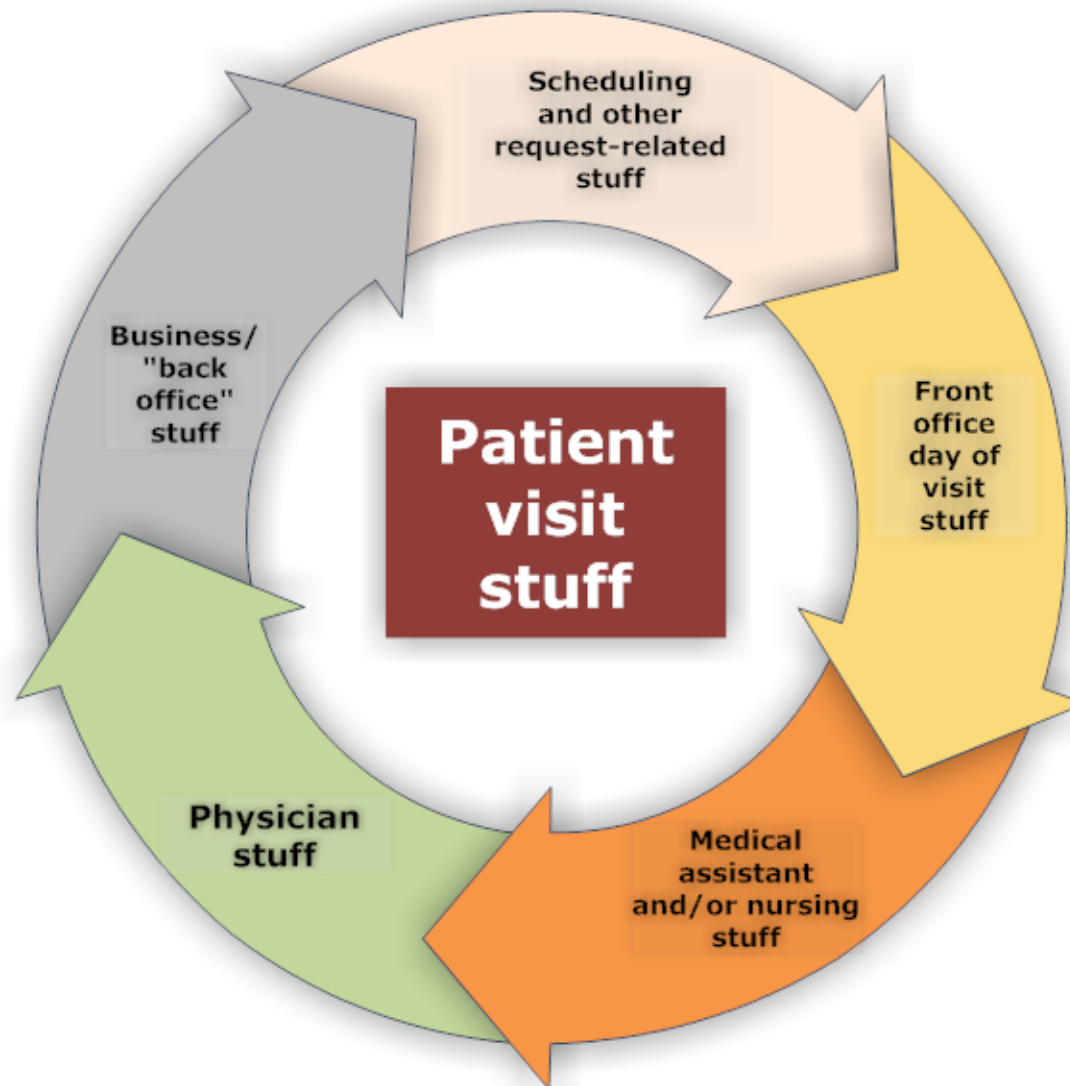 Scheduling
and other
request-related
stuff
Front
office
day of
visit
stuff
Medical
assistant
and/or nursing
stuff
Physician
stuff
Business/
"back
office"
stuff
Patient
visit
stuff